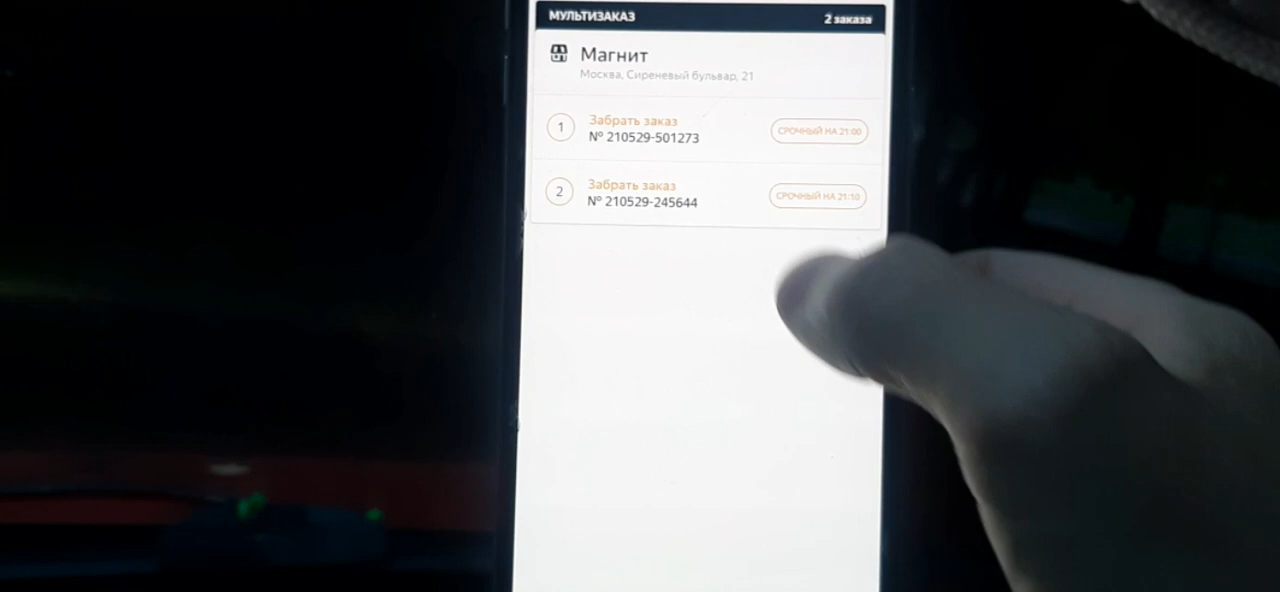 МУЛЬТИЗАКАЗ 2 заказа
Магнит
Москва, Сиреневый бульвар, 21
1 Забрать заказ
№ 210529-501273
СРОЧНЫЙ НА 21:00
2 Забрать заказ
№ 210529-245644
СРОЧНЫЙ НА 21:10